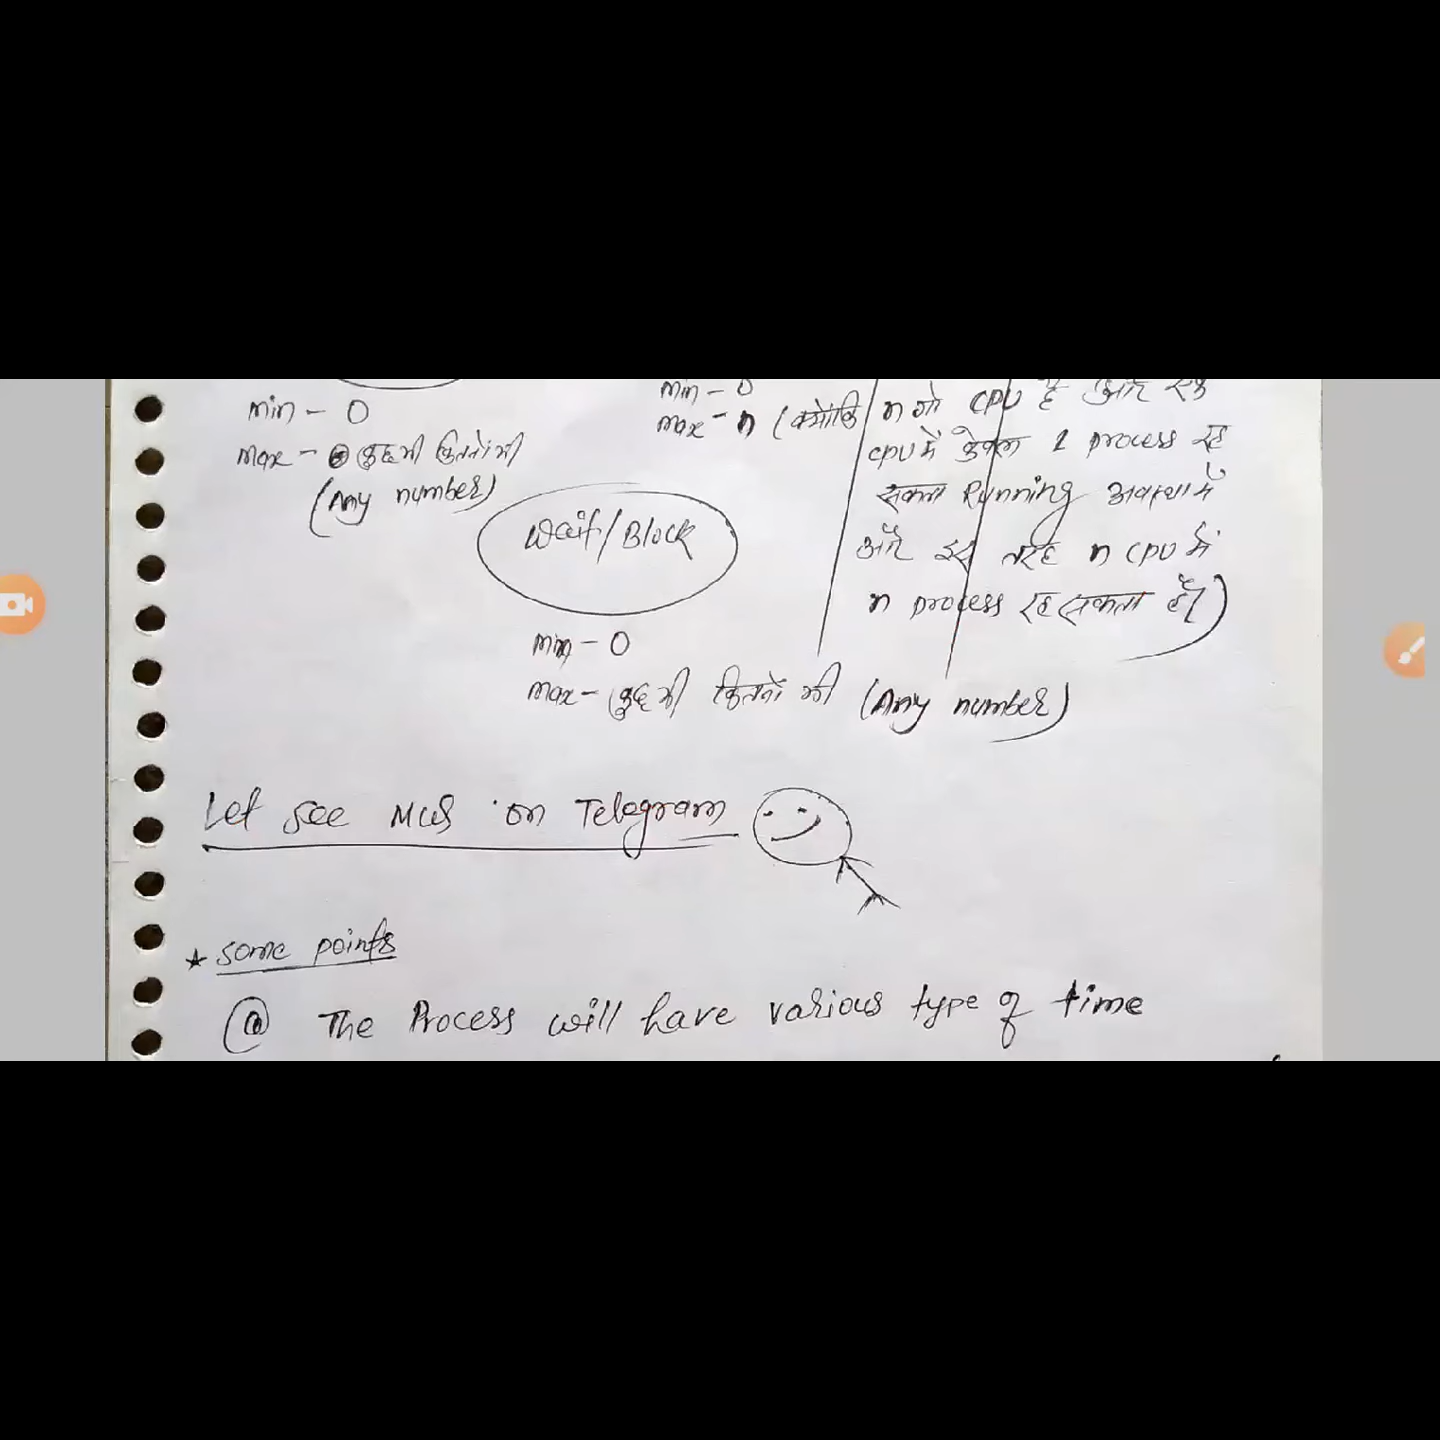 min - 0
max - कुछ भी कितनों भी
(Any number)
min - 0
max - n (क्योंकि n गो CPU है और एक
CPU में केवल 1 process रह
सकता Running अवस्था में
और इस तरह n CPU में
n process रह सकता है।)
Wait/Block
min - 0
max - कुछ भी कितनों भी (Any number)
Let see MCQ on Telegram
* some points
@ The Process will have various type of time